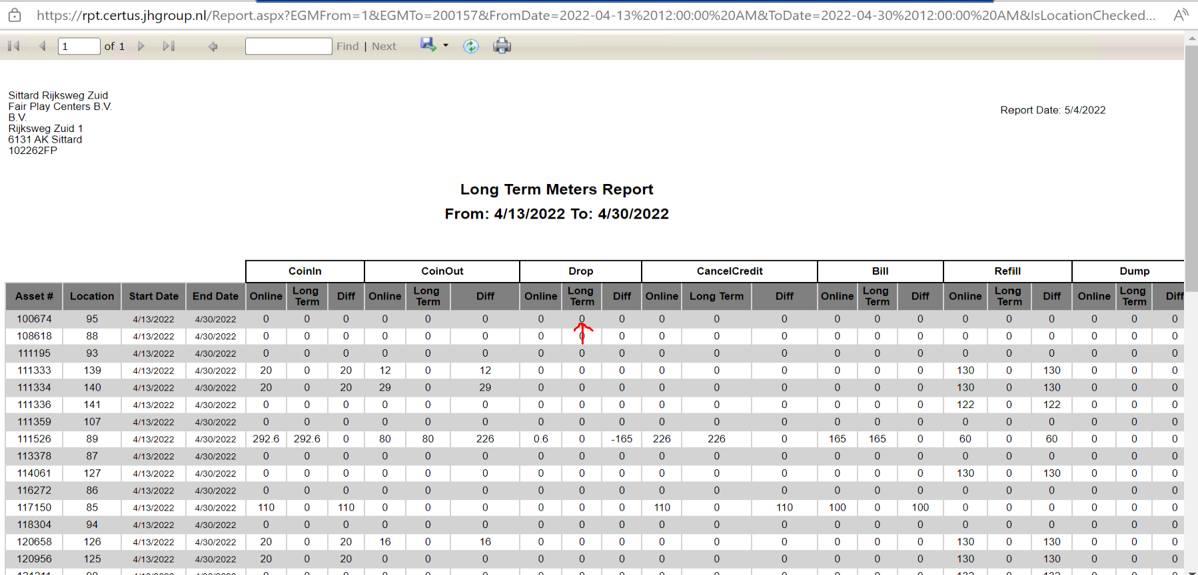 https://rpt.certus.jhgroup.nl/Report.aspx?EGMFrom=1&EGMTo=200157&FromDate=2022-04-13%2012:00:00%20AM&ToDate=2022-04-30%2012:00:00%20AM&IsLocationChecked...
1 of 1 Find | Next
Sittard Rijksweg Zuid
Fair Play Centers B.V.
B.V.
Rijksweg Zuid 1
6131 AK Sittard
102262FP
Report Date: 5/4/2022
Long Term Meters Report
From: 4/13/2022 To: 4/30/2022
CoinIn CoinOut Drop CancelCredit Bill Refill Dump
Asset # Location Start Date End Date Online Long Term Diff Online Long Term Diff Online Long Term Diff Online Long Term Diff Online Long Term Diff Online Long Term Diff Online Long Term Diff
100674 95 4/13/2022 4/30/2022 0 0 0 0 0 0 0 0 0 0 0 0 0 0 0 0 0 0 0 0 0
108618 88 4/13/2022 4/30/2022 0 0 0 0 0 0 0 0 0 0 0 0 0 0 0 0 0 0 0 0 0
111195 93 4/13/2022 4/30/2022 0 0 0 0 0 0 0 0 0 0 0 0 0 0 0 0 0 0 0 0 0
111333 139 4/13/2022 4/30/2022 20 0 20 12 0 12 0 0 0 0 0 0 0 0 0 130 0 130 0 0 0
111334 140 4/13/2022 4/30/2022 20 0 20 29 0 29 0 0 0 0 0 0 0 0 0 130 0 130 0 0 0
111336 141 4/13/2022 4/30/2022 0 0 0 0 0 0 0 0 0 0 0 0 0 0 0 122 0 122 0 0 0
111359 107 4/13/2022 4/30/2022 0 0 0 0 0 0 0 0 0 0 0 0 0 0 0 0 0 0 0 0 0
111526 89 4/13/2022 4/30/2022 292.6 292.6 0 80 80 226 0.6 0 -165 226 226 0 165 165 0 60 0 60 0 0 0
113378 87 4/13/2022 4/30/2022 0 0 0 0 0 0 0 0 0 0 0 0 0 0 0 0 0 0 0 0 0
114061 127 4/13/2022 4/30/2022 0 0 0 0 0 0 0 0 0 0 0 0 0 0 0 130 0 130 0 0 0
116272 86 4/13/2022 4/30/2022 0 0 0 0 0 0 0 0 0 0 0 0 0 0 0 0 0 0 0 0 0
117150 85 4/13/2022 4/30/2022 110 0 110 0 0 0 0 0 0 110 0 110 100 0 100 0 0 0 0 0 0
118304 94 4/13/2022 4/30/2022 0 0 0 0 0 0 0 0 0 0 0 0 0 0 0 0 0 0 0 0 0
120658 126 4/13/2022 4/30/2022 20 0 20 16 0 16 0 0 0 0 0 0 0 0 0 130 0 130 0 0 0
120956 125 4/13/2022 4/30/2022 20 0 20 0 0 0 0 0 0 0 0 0 0 0 0 130 0 130 0 0 0